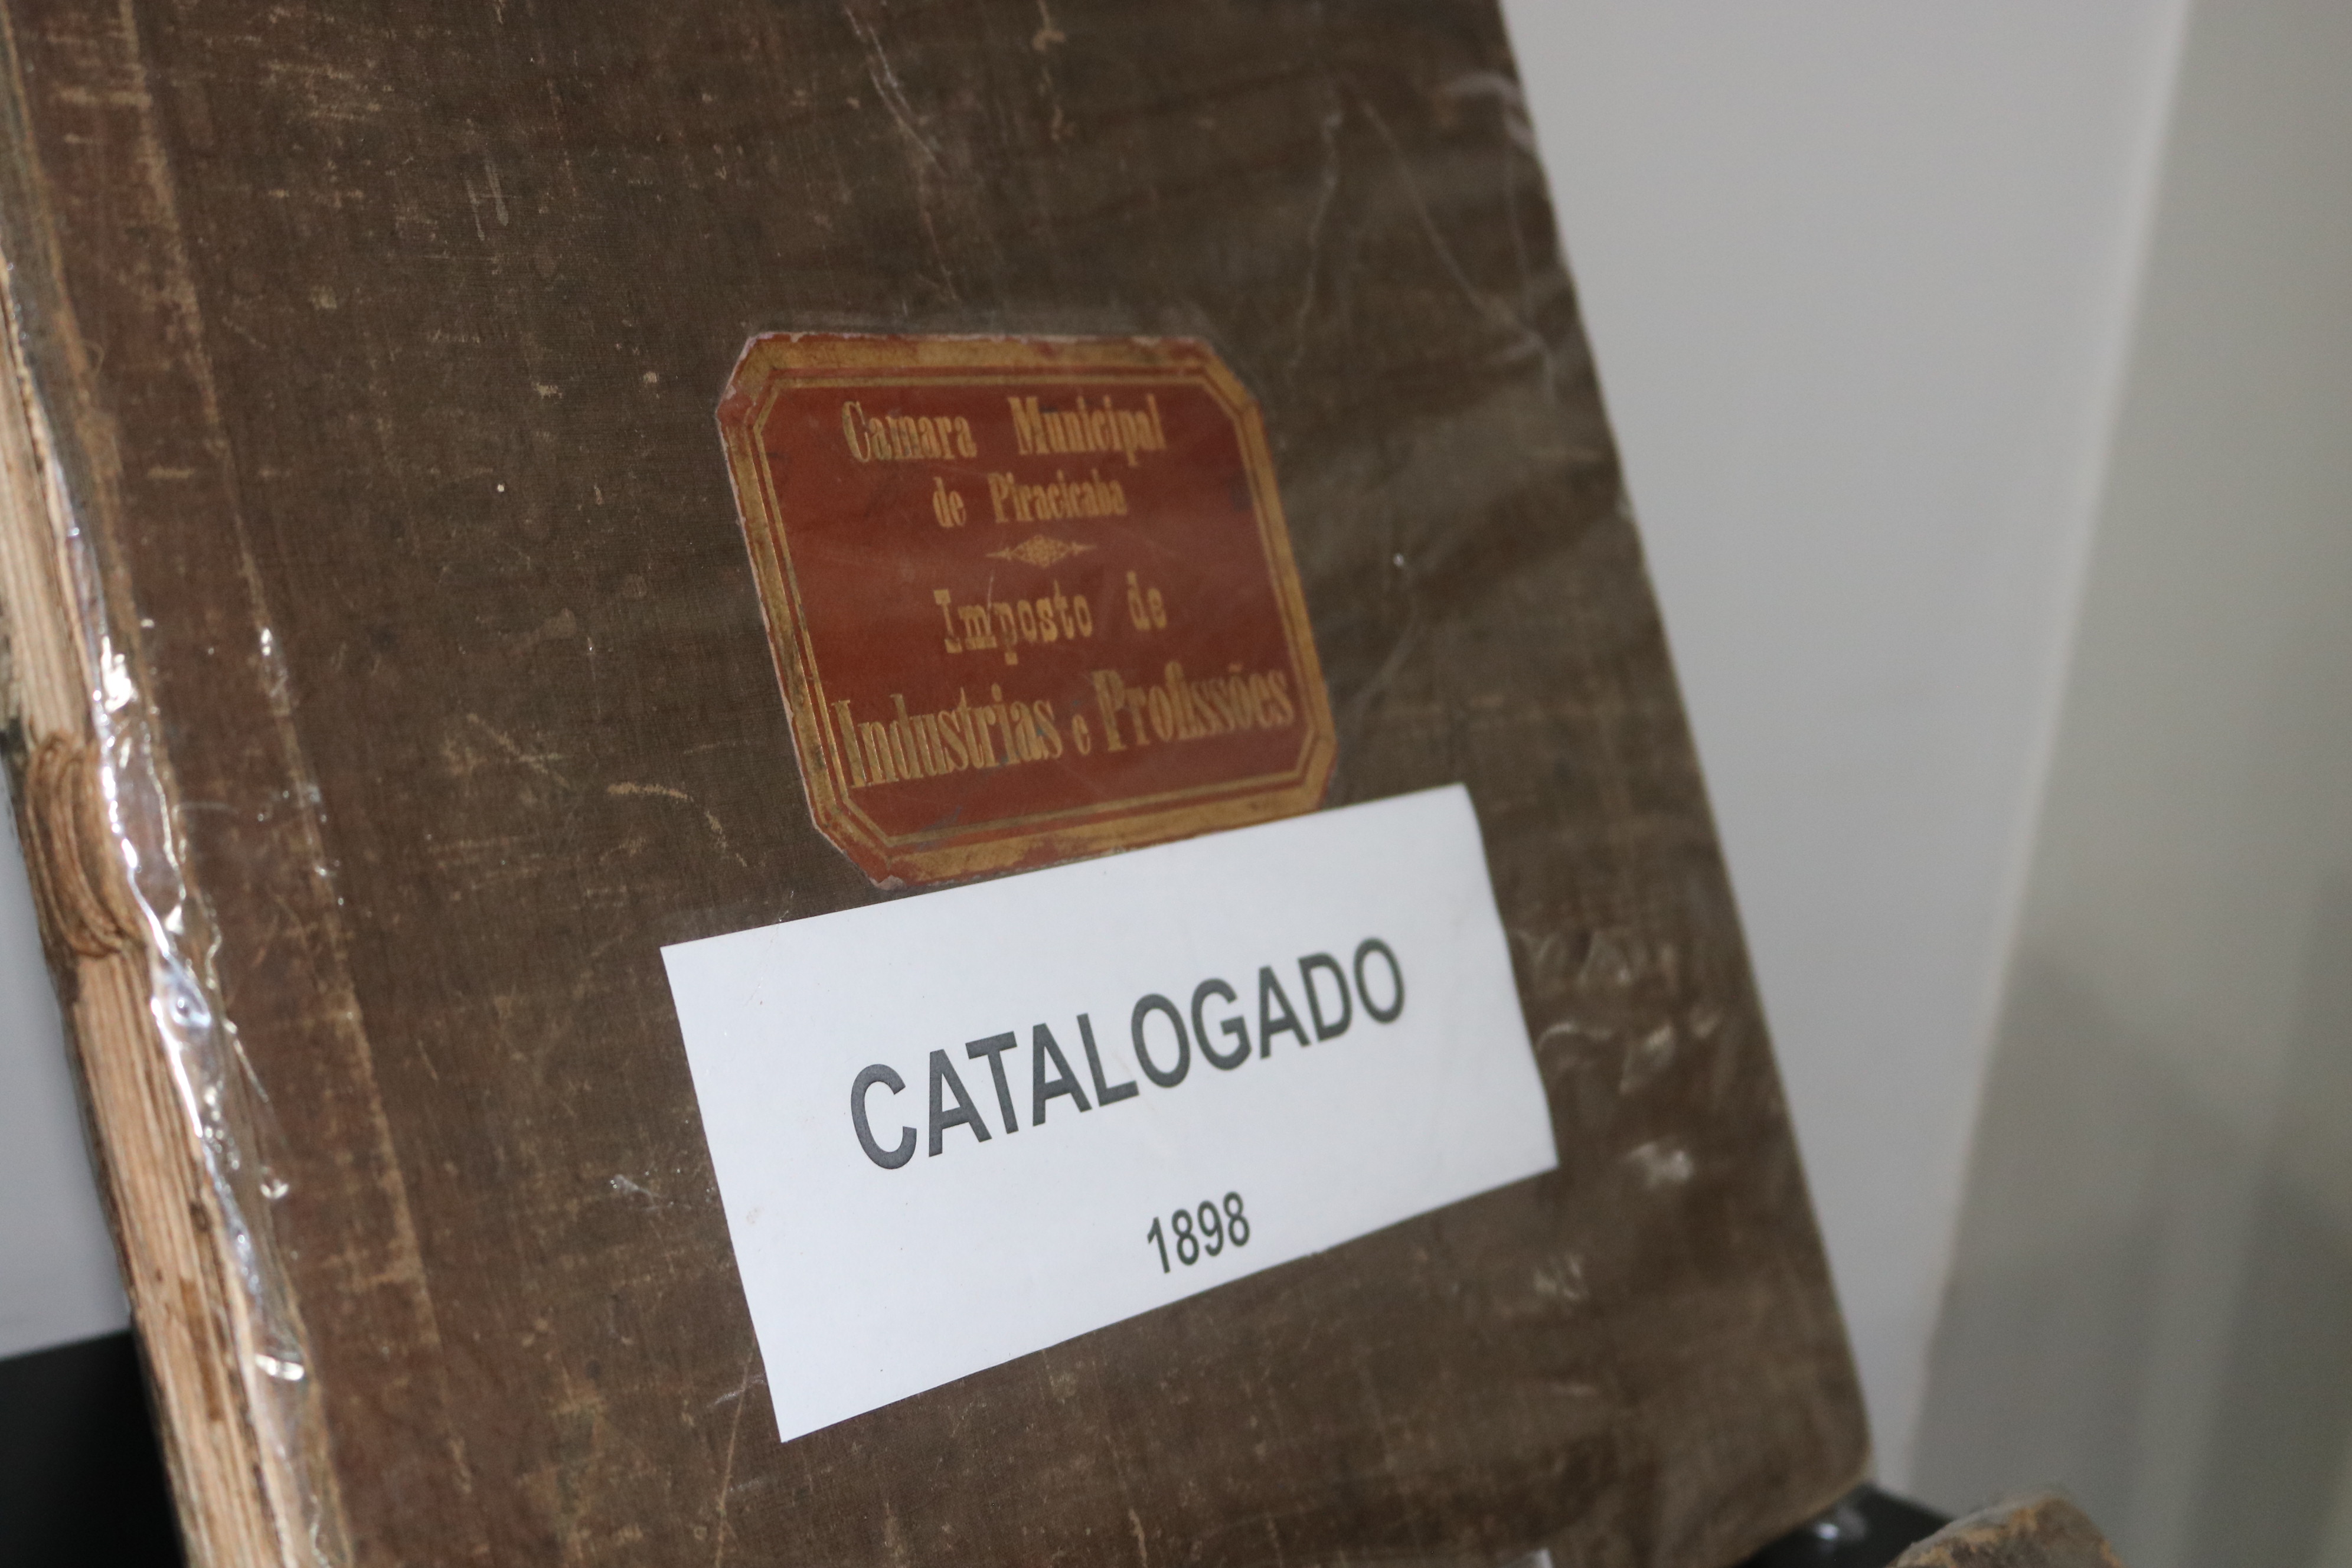 Camara Municipal
de Piracicaba
Imposto de
Industrias e Profissões
CATALOGADO
1898